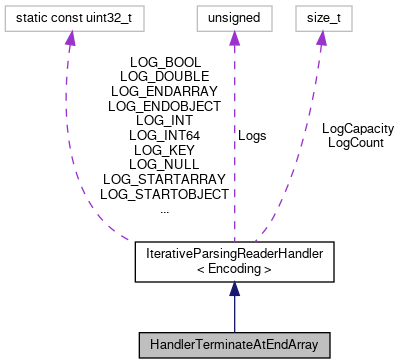 static const uint32_t
unsigned
size_t
LOG_BOOL
LOG_DOUBLE
LOG_ENDARRAY
LOG_ENDOBJECT
LOG_INT
LOG_INT64
LOG_KEY
LOG_NULL
LOG_STARTARRAY
LOG_STARTOBJECT
...
Logs
LogCapacity
LogCount
IterativeParsingReaderHandler
< Encoding >
HandlerTerminateAtEndArray